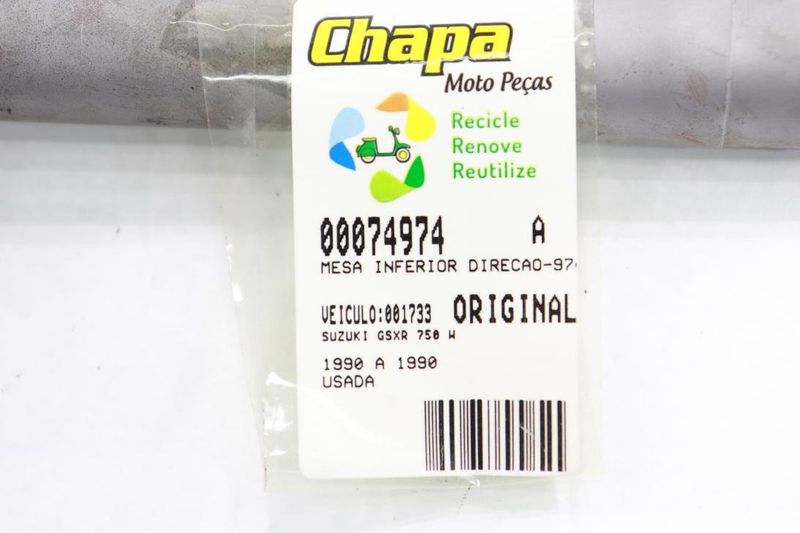 Chapa
Moto Peças
Recicle
Renove
Reutilize
00074974 A
MESA INFERIOR DIRECAO-97
VEICULO:001733 ORIGINAL
SUZUKI GSXR 750 W
1990 A 1990
USADA